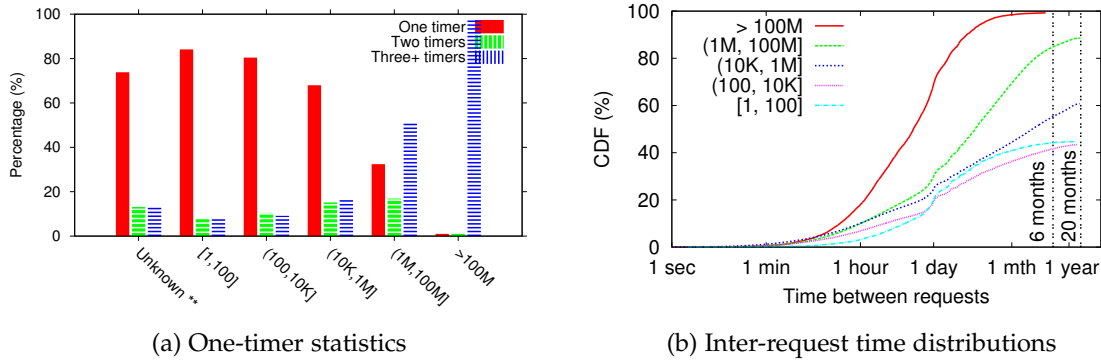 100
80
60
40
20
0
Percentage (%)
One timer
Two timers
Three+ timers
Unknown **
[1,100]
(100,10K]
(10K,1M]
(1M,100M]
>100M
(a) One-timer statistics
100
80
60
40
20
0
CDF (%)
> 100M
(1M, 100M]
(10K, 1M]
(100, 10K]
[1, 100]
6 months
20 months
1 sec
1 min
1 hour
1 day
1 mth
1 year
Time between requests
(b) Inter-request time distributions